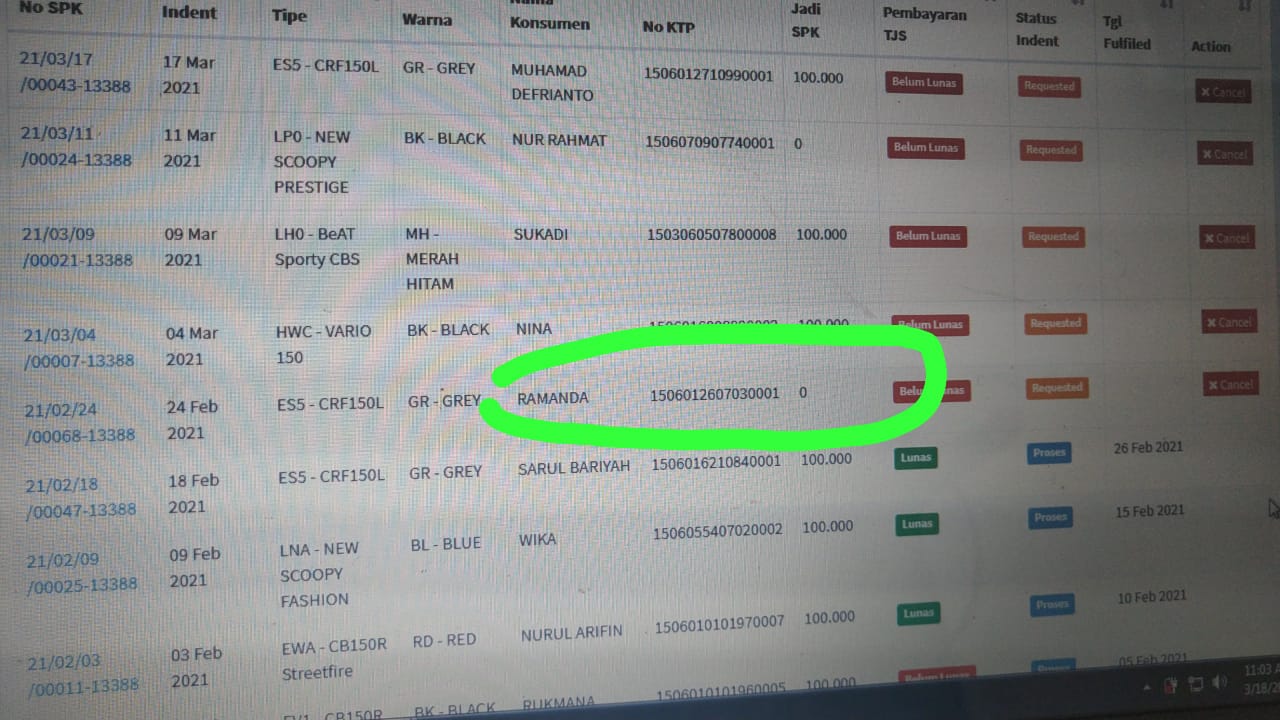 No SPK Indent Tipe Warna Konsumen No KTP Jadi SPK Pembayaran TJS Status Indent Tgl Fulfiled Action
21/03/17 17 Mar ES5 - CRF150L GR - GREY MUHAMAD 1506012710990001 100.000 Belum Lunas Requested × Cancel
/00043-13388 2021 DEFRIANTO
21/03/11 11 Mar LP0 - NEW BK - BLACK NUR RAHMAT 1506070907740001 0 Belum Lunas Requested × Cancel
/00024-13388 2021 SCOOPY
PRESTIGE
21/03/09 09 Mar LH0 - BeAT MH - SUKADI 1503060507800008 100.000 Belum Lunas Requested × Cancel
/00021-13388 2021 Sporty CBS MERAH
HITAM
21/03/04 04 Mar HWC - VARIO BK - BLACK NINA 100.000 Belum Lunas Requested × Cancel
/00007-13388 2021 150
21/02/24 24 Feb ES5 - CRF150L GR - GREY RAMANDA 1506012607030001 0 Belum Lunas Requested × Cancel
/00068-13388 2021
21/02/18 18 Feb ES5 - CRF150L GR - GREY SARUL BARIYAH 1506016210840001 100.000 Lunas Proses 26 Feb 2021
/00047-13388 2021
21/02/09 09 Feb LNA - NEW BL - BLUE WIKA 1506055407020002 100.000 Lunas Proses 15 Feb 2021
/00025-13388 2021 SCOOPY
FASHION
21/02/03 03 Feb EWA - CB150R RD - RED NURUL ARIFIN 1506010101970007 100.000 Lunas Proses 10 Feb 2021
/00011-13388 2021 Streetfire
CB150R BK - BLACK RUKMANA 1506010101960005 100.000 Belum Lunas Proses 05 Feb 2021
11:03
3/18/2